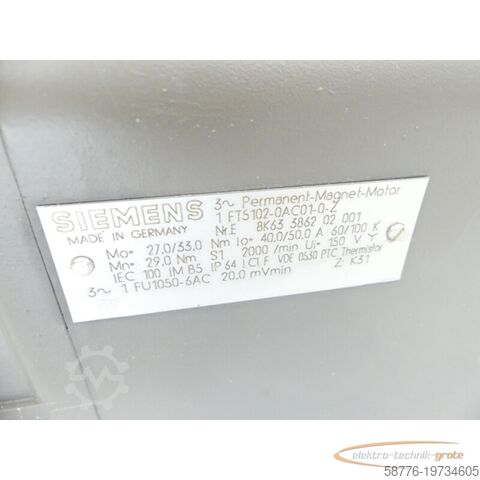 SIEMENS
MADE IN GERMANY
3~ Permanent-Magnet-Motor
1 FT5102-0AC01-0-Z
Nr.E 8K63 3862 02 001
Mo= 27.0/33.0 Nm Io= 40,0/50,0 A 60/100 K
Mn= 29.0 Nm S1 2000 /min Ui= 150 V Y
IEC 100 IM B5 IP 64 I.Cl.F VDE 0530 PTC Thermistor
3~ 1 FU1050-6AC 20.0 mVmin Z: K31
elektro-technik-grote
58776-19734605